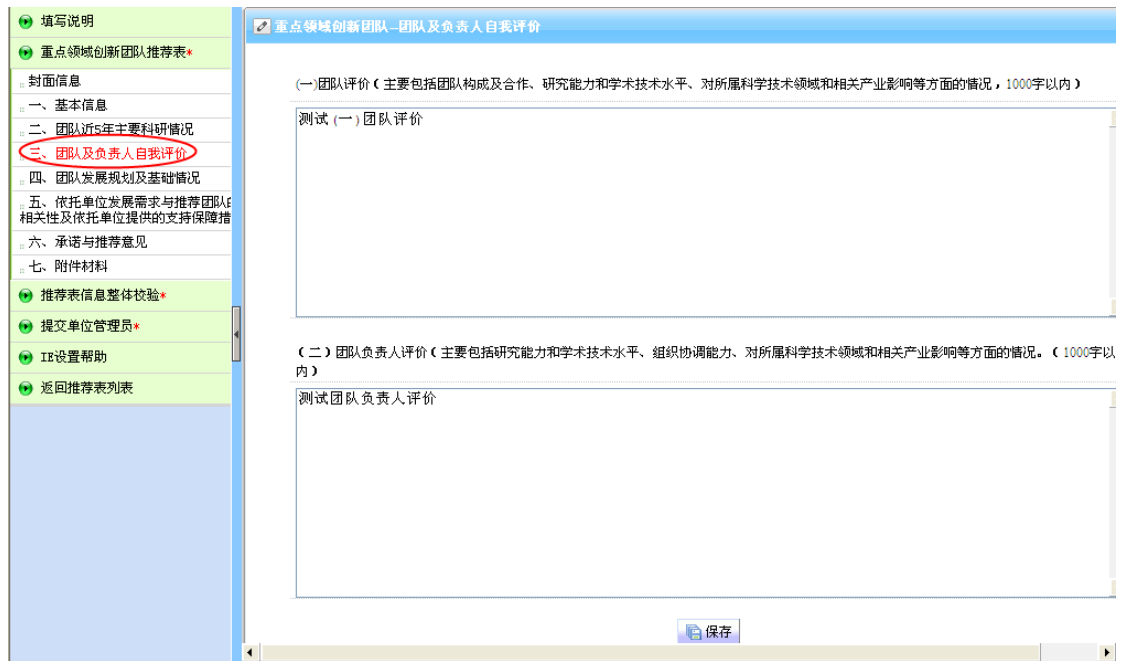 填写说明
重点领域创新团队推荐表*
封面信息
一、基本信息
二、团队近5年主要科研情况
三、团队及负责人自我评价
四、团队发展规划及基础情况
五、依托单位发展需求与推荐团队
相关性及依托单位提供的支持保障措
六、承诺与推荐意见
七、附件材料
推荐表信息整体校验*
提交单位管理员*
IE设置帮助
返回推荐表列表
重点领域创新团队--团队及负责人自我评价
(一)团队评价(主要包括团队构成及合作、研究能力和学术技术水平、对所属科学技术领域和相关产业影响等方面的情况,1000字以内)
测试(一)团队评价
(二)团队负责人评价(主要包括研究能力和学术技术水平、组织协调能力、对所属科学技术领域和相关产业影响等方面的情况。(1000字以
内)
测试团队负责人评价
保存